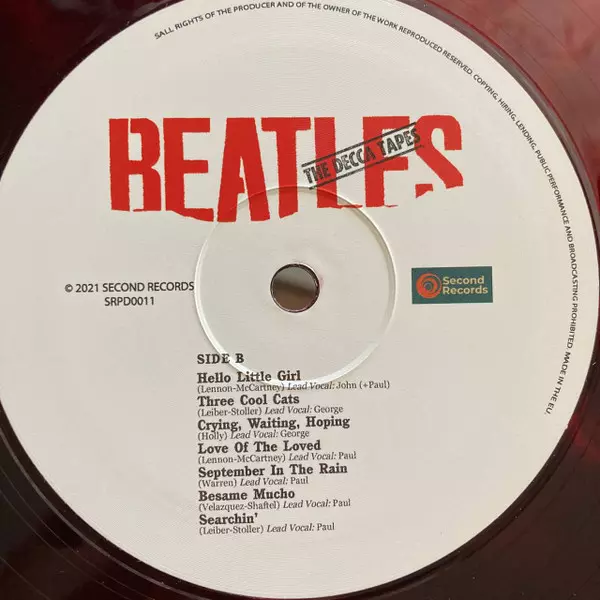 SALL RIGHTS OF THE PRODUCER AND OF THE OWNER OF THE WORK REPRODUCED RESERVED. COPYING, HIRING, LENDING, PUBLIC PERFORMANCE AND BROADCASTING PROHIBITED. MADE IN THE EU.
BEATLES
THE DECCA TAPES
© 2021 SECOND RECORDS
SRPD0011
Second
Records
SIDE B
Hello Little Girl
(Lennon-McCartney) Lead Vocal: John (+Paul)
Three Cool Cats
(Leiber-Stoller) Lead Vocal: George
Crying, Waiting, Hoping
(Holly) Lead Vocal: George
Love Of The Loved
(Lennon-McCartney) Lead Vocal: Paul
September In The Rain
(Warren) Lead Vocal: Paul
Besame Mucho
(Velazquez-Shaftel) Lead Vocal: Paul
Searchin'
(Leiber-Stoller) Lead Vocal: Paul